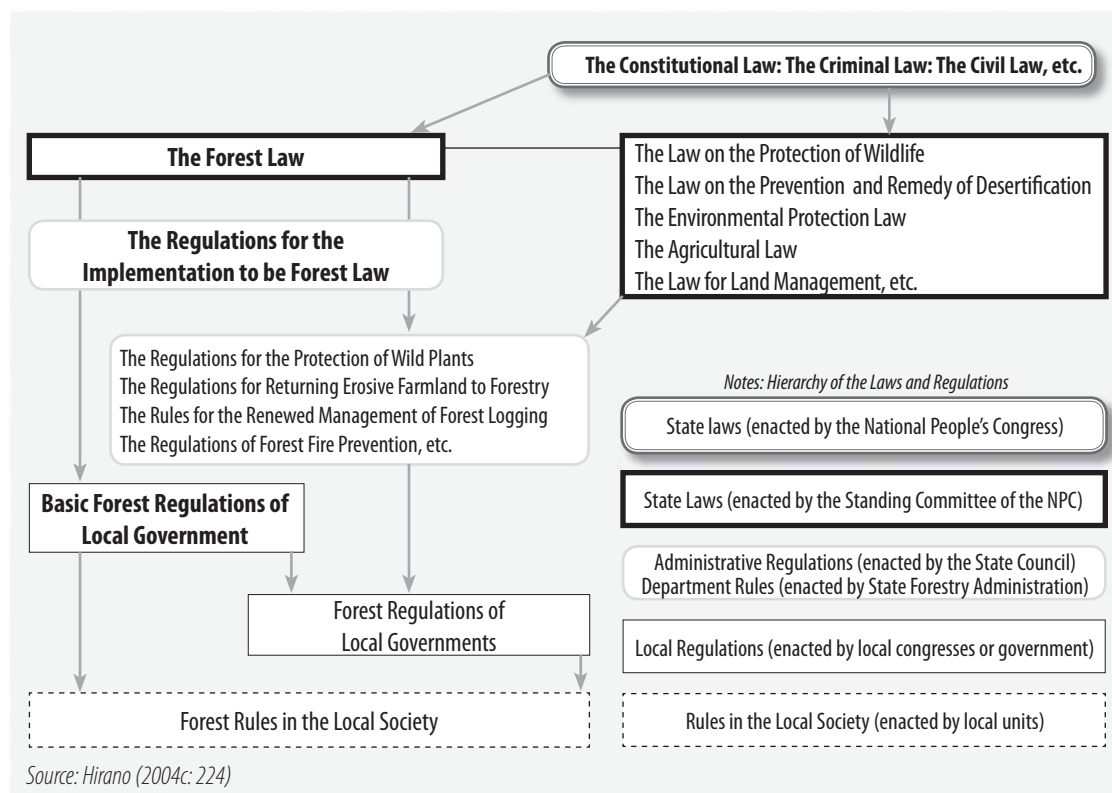 The Constitutional Law: The Criminal Law: The Civil Law, etc.
The Forest Law
The Law on the Protection of Wildlife
The Law on the Prevention and Remedy of Desertification
The Environmental Protection Law
The Agricultural Law
The Law for Land Management, etc.
The Regulations for the
Implementation to be Forest Law
The Regulations for the Protection of Wild Plants
The Regulations for Returning Erosive Farmland to Forestry
The Rules for the Renewed Management of Forest Logging
The Regulations of Forest Fire Prevention, etc.
Basic Forest Regulations of
Local Government
Forest Regulations of
Local Governments
Forest Rules in the Local Society
Notes: Hierarchy of the Laws and Regulations
State laws (enacted by the National People’s Congress)
State Laws (enacted by the Standing Committee of the NPC)
Administrative Regulations (enacted by the State Council)
Department Rules (enacted by State Forestry Administration)
Local Regulations (enacted by local congresses or government)
Rules in the Local Society (enacted by local units)
Source: Hirano (2004c: 224)